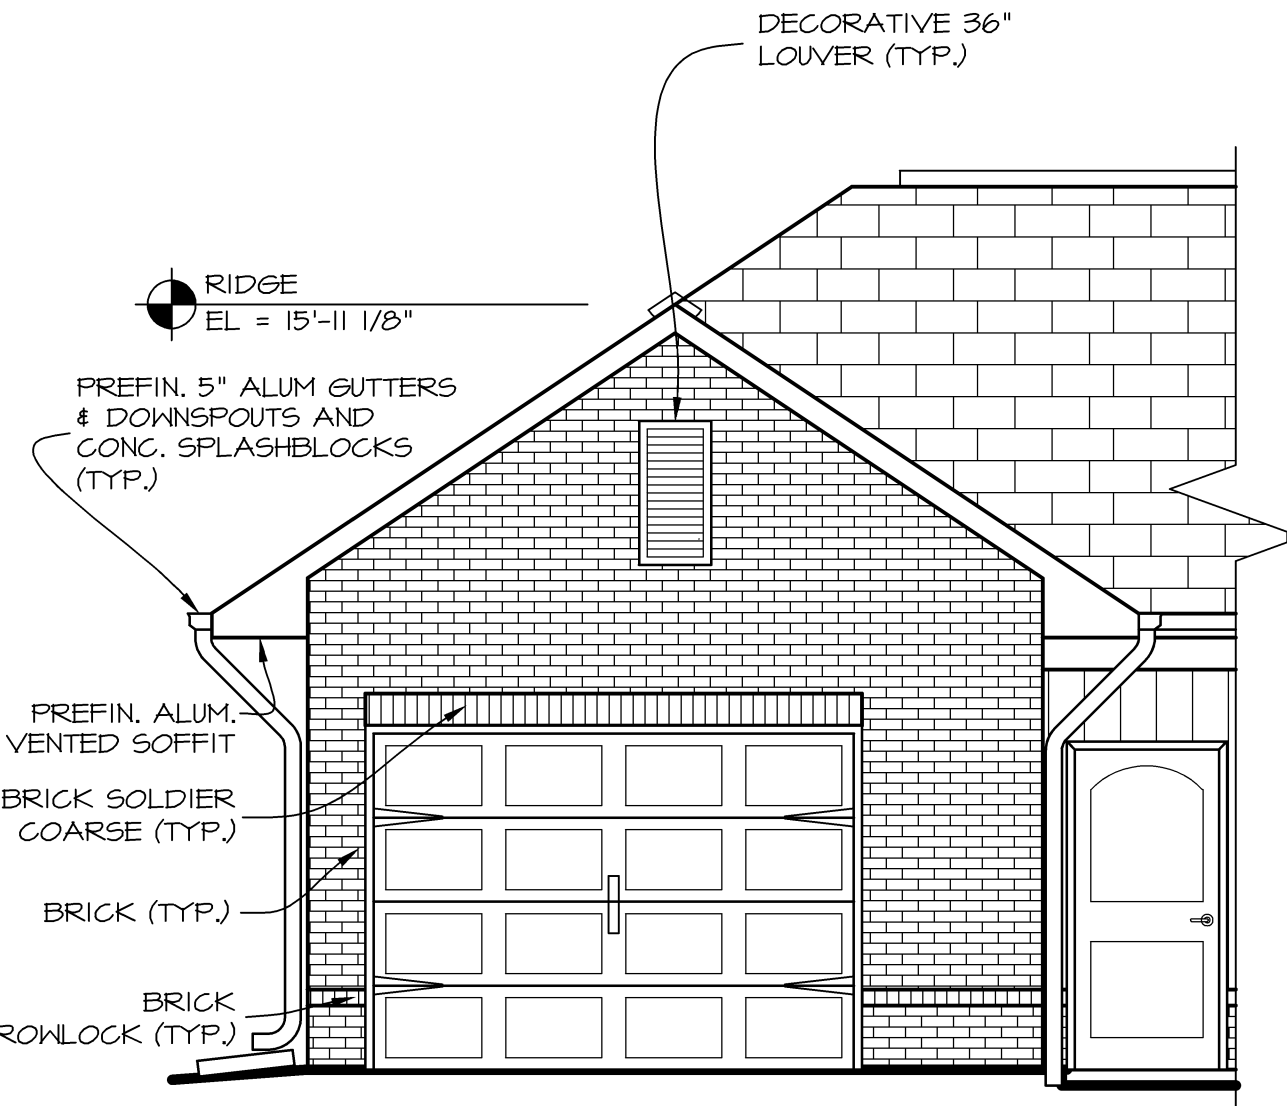 DECORATIVE 36"
LOUVER (TYP.)
RIDGE
EL = 15'-11 1/8"
PREFIN. 5" ALUM GUTTERS
& DOWNSPOUTS AND
CONC. SPLASHBLOCKS
(TYP.)
PREFIN. ALUM.
VENTED SOFFIT
BRICK SOLDIER
COARSE (TYP.)
BRICK (TYP.)
BRICK
ROWLOCK (TYP.)